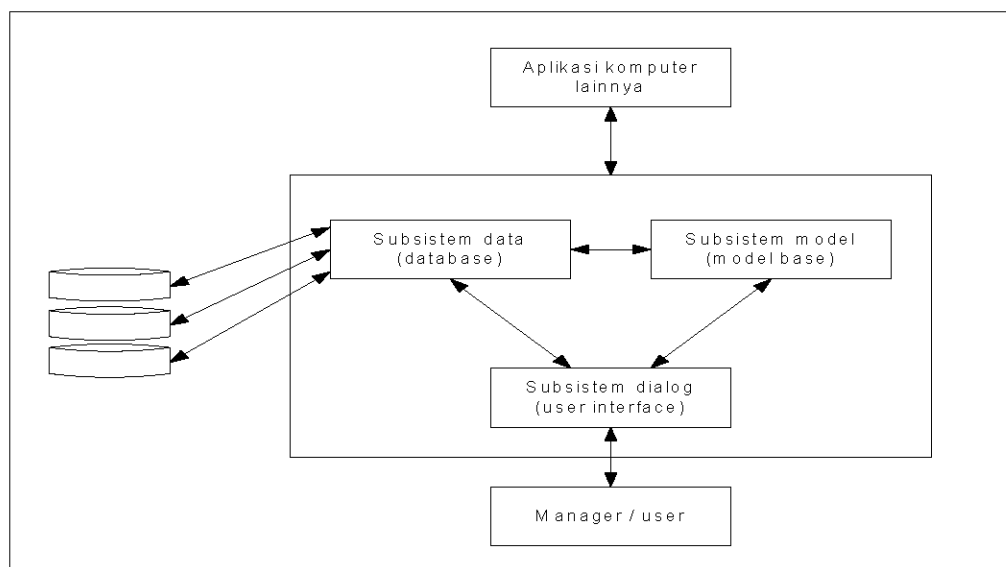 Aplikasi komputer
lainnya
Subsistem data
(database)
Subsistem model
(model base)
Subsistem dialog
(user interface)
Manager / user